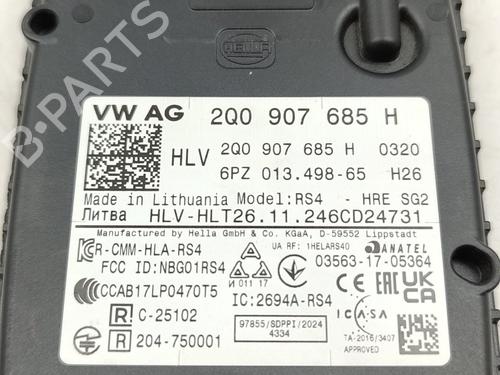 HELLA
VW AG 2Q0 907 685 H
HLV 2Q0 907 685 H 0320
6PZ 013.498-65 H26
Made in Lithuania Model:RS4 - HRE SG2
Литва HLV-HLT26.11.246CD24731
Manufactured by Hella GmbH & Co. KGaA, D-59552 Lippstadt
R-CMM-HLA-RS4 UA RF: 1HELARS40 ANATEL
FCC ID:NBG01RS4 03563-17-05364
И 011 17
CCAB17LP0470T5 IC:2694A-RS4 EAC UK CA
R C-25102 97855/SDPPI/2024 ICASA
4334 TA-2016/3407
R 204-750001 APPROVED
B-PARTS